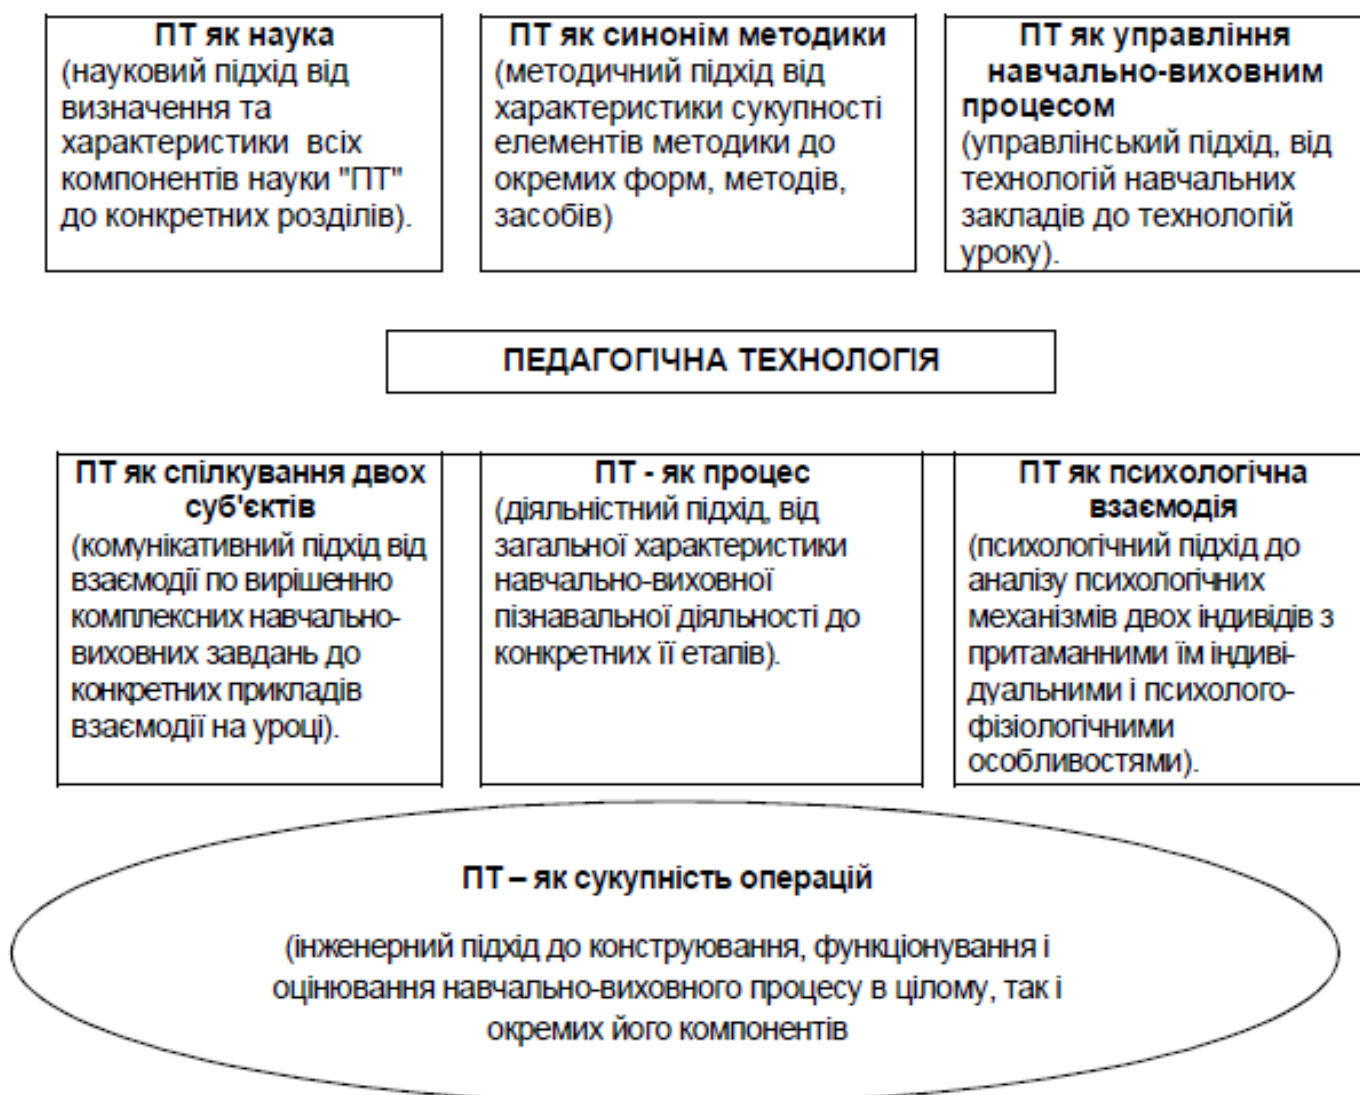 ПТ як наука
(науковий підхід від
визначення та
характеристики всіх
компонентів науки "ПТ"
до конкретних розділів).
ПТ як синонім методики
(методичний підхід від
характеристики сукупності
елементів методики до
окремих форм, методів,
засобів)
ПТ як управління
навчально-виховним
процесом
(управлінський підхід, від
технологій навчальних
закладів до технологій
уроку).
ПЕДАГОГІЧНА ТЕХНОЛОГІЯ
ПТ як спілкування двох
суб'єктів
(комунікативний підхід від
взаємодії по вирішенню
комплексних навчально-
виховних завдань до
конкретних прикладів
взаємодії на уроці).
ПТ - як процес
(діяльністний підхід, від
загальної характеристики
навчально-виховної
пізнавальної діяльності до
конкретних її етапів).
ПТ як психологічна
взаємодія
(психологічний підхід до
аналізу психологічних
механізмів двох індивідів з
притаманними їм індиві-
дуальними і психолого-
фізіологічними
особливостями).
ПТ – як сукупність операцій
(інженерний підхід до конструювання, функціонування і
оцінювання навчально-виховного процесу в цілому, так і
окремих його компонентів